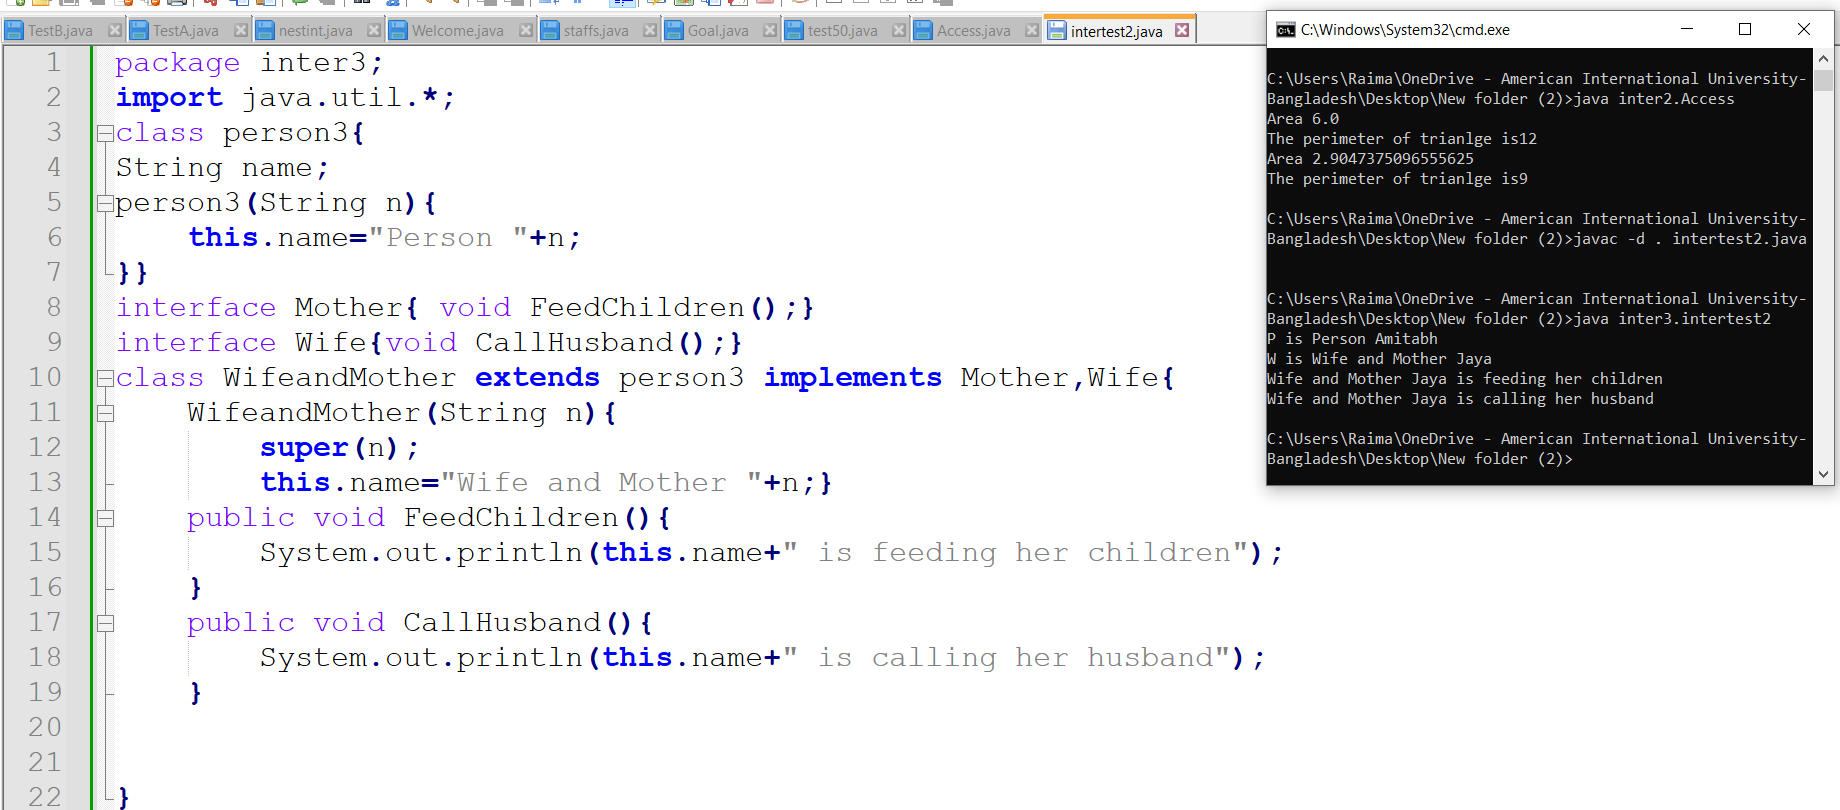 TestB.java TestA.java nestint.java Welcome.java staffs.java Goal.java test50.java Access.java intertest2.java
1 package inter3;
2 import java.util.*;
3 class person3{
4 String name;
5 person3(String n){
6 this.name="Person "+n;
7 }}
8 interface Mother{ void FeedChildren();}
9 interface Wife{void CallHusband();}
10 class WifeandMother extends person3 implements Mother,Wife{
11 WifeandMother(String n){
12 super(n);
13 this.name="Wife and Mother "+n;}
14 public void FeedChildren(){
15 System.out.println(this.name+" is feeding her children");
16 }
17 public void CallHusband(){
18 System.out.println(this.name+" is calling her husband");
19 }
20
21
22 }
C:\Windows\System32\cmd.exe
C:\Users\Raima\OneDrive - American International University-
Bangladesh\Desktop\New folder (2)>java inter2.Access
Area 6.0
The perimeter of trianlge is12
Area 2.9047375096555625
The perimeter of trianlge is9
C:\Users\Raima\OneDrive - American International University-
Bangladesh\Desktop\New folder (2)>javac -d . intertest2.java
C:\Users\Raima\OneDrive - American International University-
Bangladesh\Desktop\New folder (2)>java inter3.intertest2
P is Person Amitabh
W is Wife and Mother Jaya
Wife and Mother Jaya is feeding her children
Wife and Mother Jaya is calling her husband
C:\Users\Raima\OneDrive - American International University-
Bangladesh\Desktop\New folder (2)>